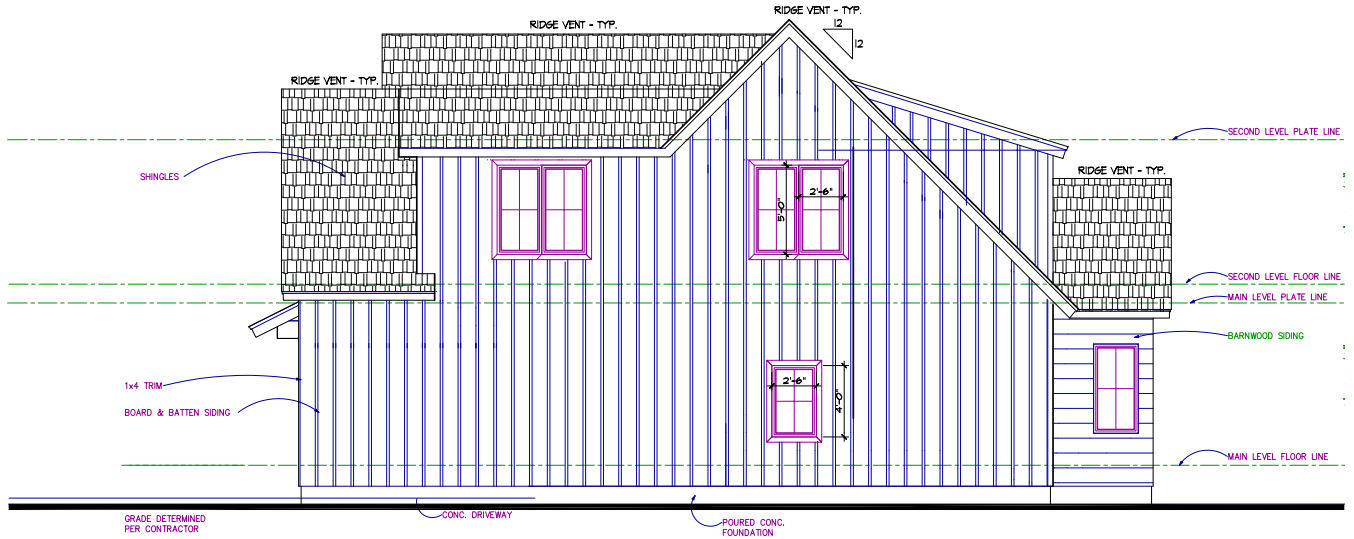 RIDGE VENT - TYP.
12
12
RIDGE VENT - TYP.
RIDGE VENT - TYP.
SECOND LEVEL PLATE LINE
RIDGE VENT - TYP.
SHINGLES
2'-6"
5'-0"
SECOND LEVEL FLOOR LINE
MAIN LEVEL PLATE LINE
BARNWOOD SIDING
1x4 TRIM
2'-6"
4'-0"
BOARD & BATTEN SIDING
MAIN LEVEL FLOOR LINE
GRADE DETERMINED
PER CONTRACTOR
CONC. DRIVEWAY
POURED CONC.
FOUNDATION